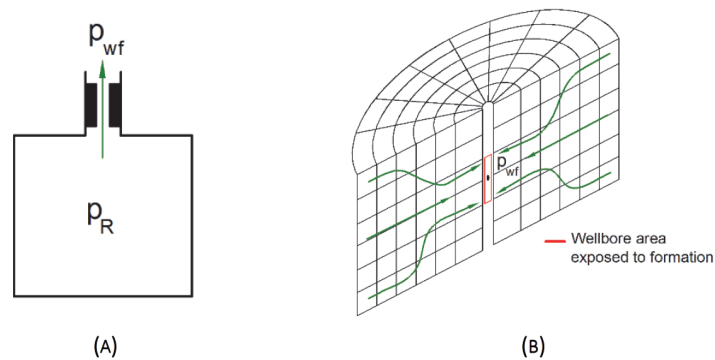 p_wf
p_R
p_wf
Wellbore area
exposed to formation
(A)
(B)